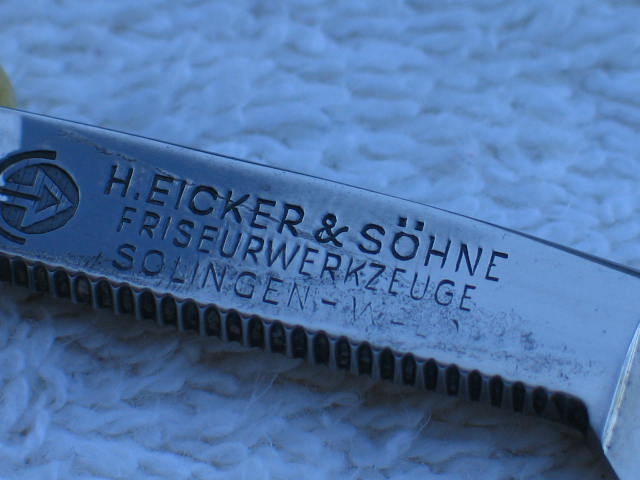 H. EICKER & SÖHNE
FRISEURWERKZEUGE
SOLINGEN-